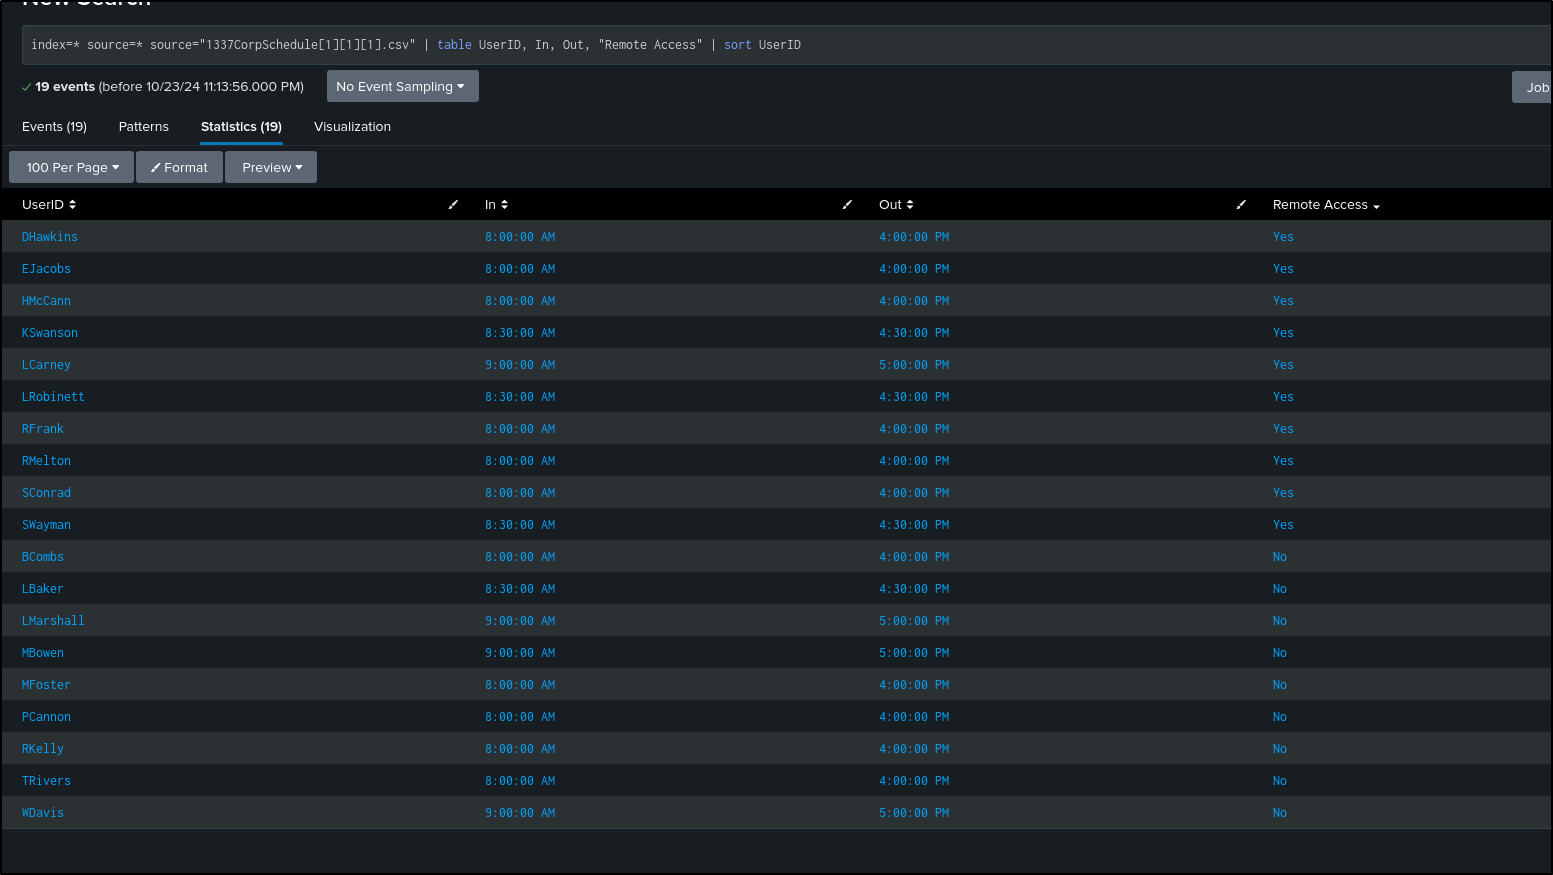 New Search
index=* source=* source="1337CorpSchedule[1][1][1].csv" | table UserID, In, Out, "Remote Access" | sort UserID
19 events (before 10/23/24 11:13:56.000 PM) No Event Sampling Job
Events (19) Patterns Statistics (19) Visualization
100 Per Page Format Preview
UserID In Out Remote Access
DHawkins 8:00:00 AM 4:00:00 PM Yes
EJacobs 8:00:00 AM 4:00:00 PM Yes
HMcCann 8:00:00 AM 4:00:00 PM Yes
KSwanson 8:30:00 AM 4:30:00 PM Yes
LCarney 9:00:00 AM 5:00:00 PM Yes
LRobinett 8:30:00 AM 4:30:00 PM Yes
RFrank 8:00:00 AM 4:00:00 PM Yes
RMelton 8:00:00 AM 4:00:00 PM Yes
SConrad 8:00:00 AM 4:00:00 PM Yes
SWayman 8:30:00 AM 4:30:00 PM Yes
BCombs 8:00:00 AM 4:00:00 PM No
LBaker 8:30:00 AM 4:30:00 PM No
LMarshall 9:00:00 AM 5:00:00 PM No
MBowen 9:00:00 AM 5:00:00 PM No
MFoster 8:00:00 AM 4:00:00 PM No
PCannon 8:00:00 AM 4:00:00 PM No
RKelly 8:00:00 AM 4:00:00 PM No
TRivers 8:00:00 AM 4:00:00 PM No
WDavis 9:00:00 AM 5:00:00 PM No